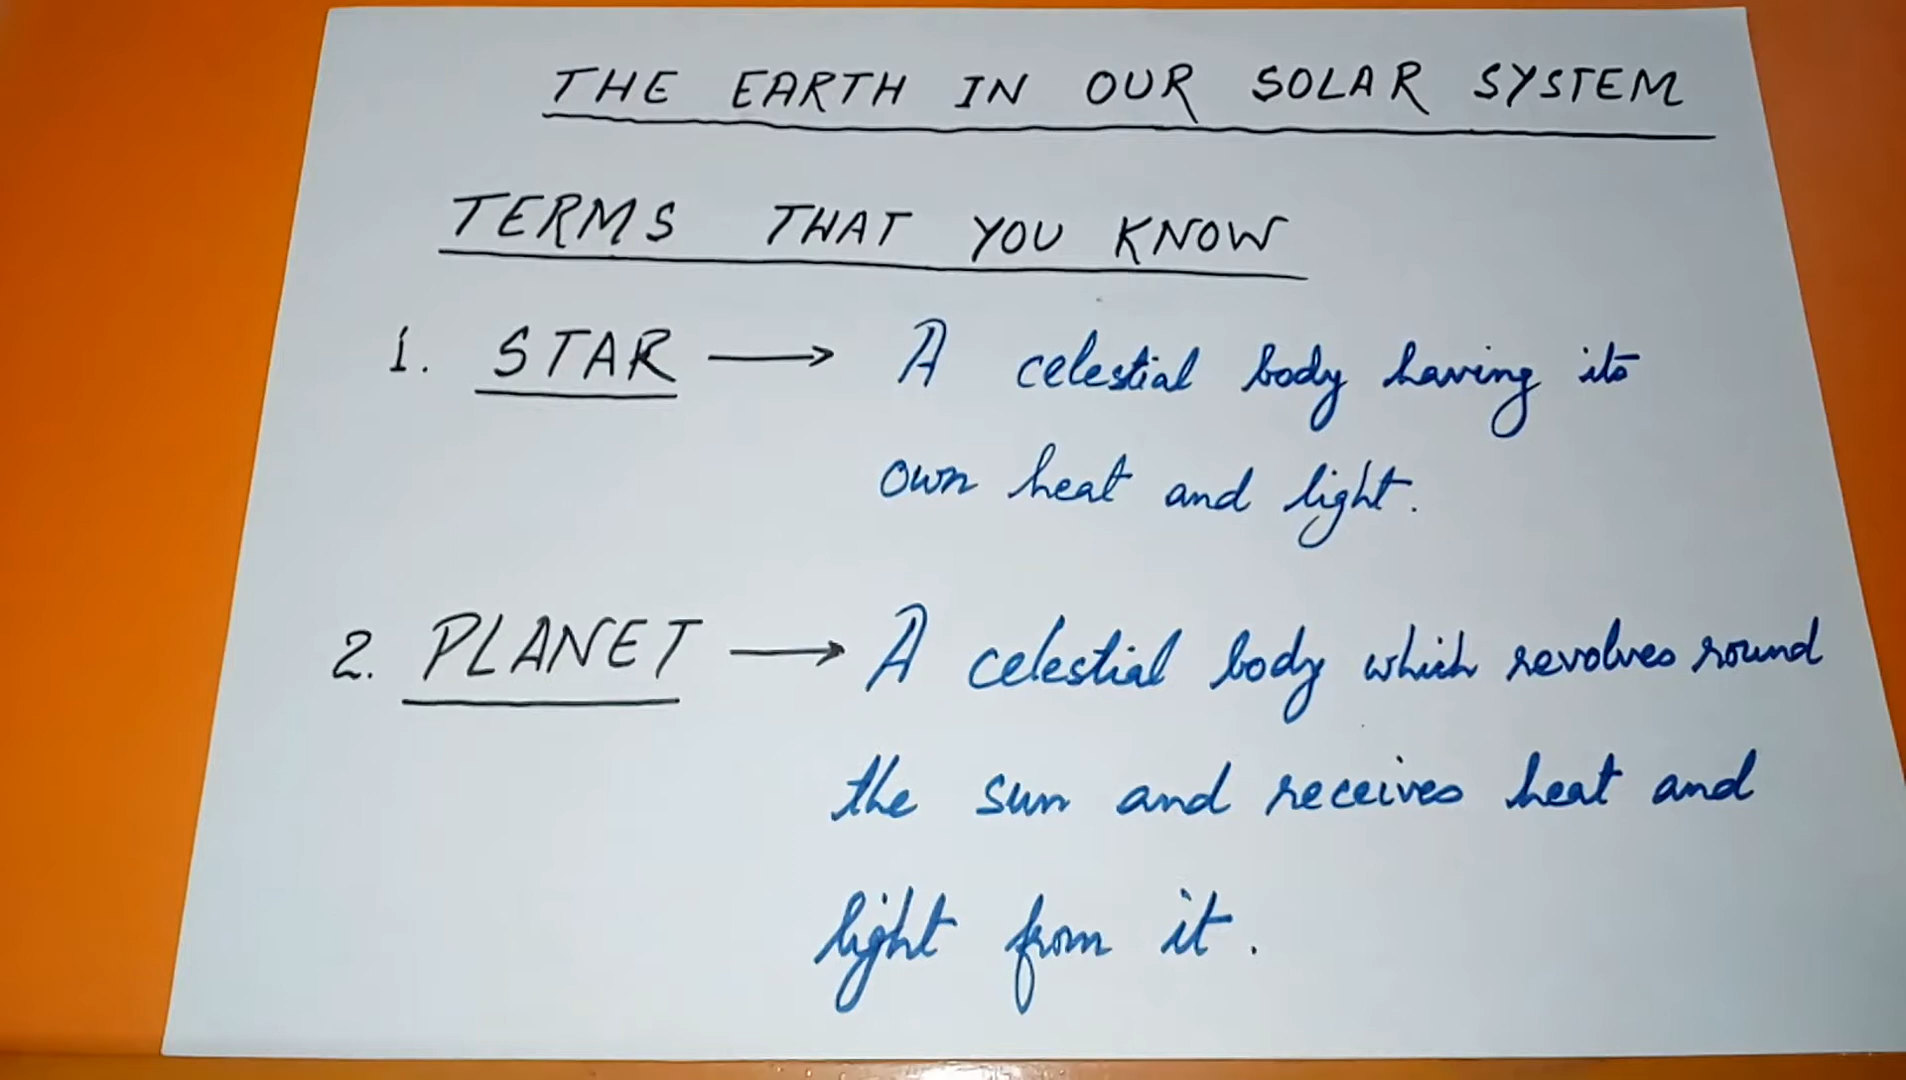 THE EARTH IN OUR SOLAR SYSTEM
TERMS THAT YOU KNOW
1. STAR → A celestial body having its
own heat and light.
2. PLANET → A celestial body which revolves round
the sun and receives heat and
light from it.